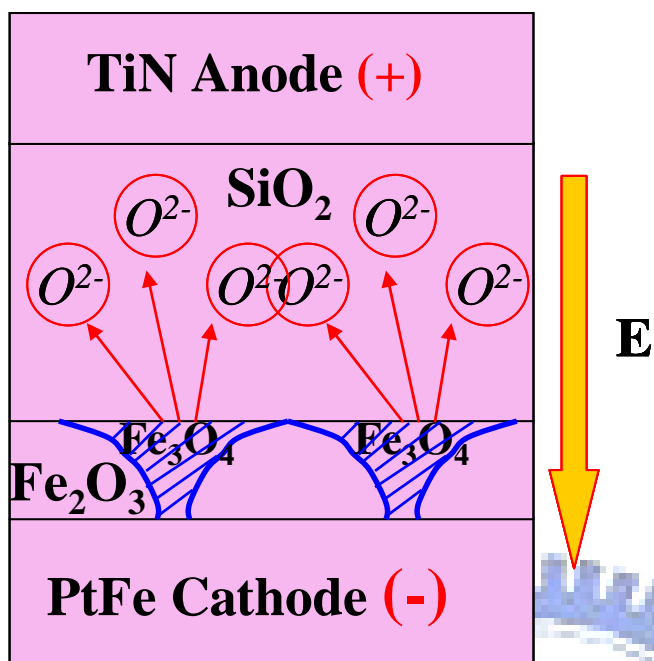 TiN Anode (+)
SiO₂
O²⁻ O²⁻
O²⁻ O²⁻ O²⁻ O²⁻
E
Fe₃O₄ Fe₃O₄
Fe₂O₃
PtFe Cathode (-)